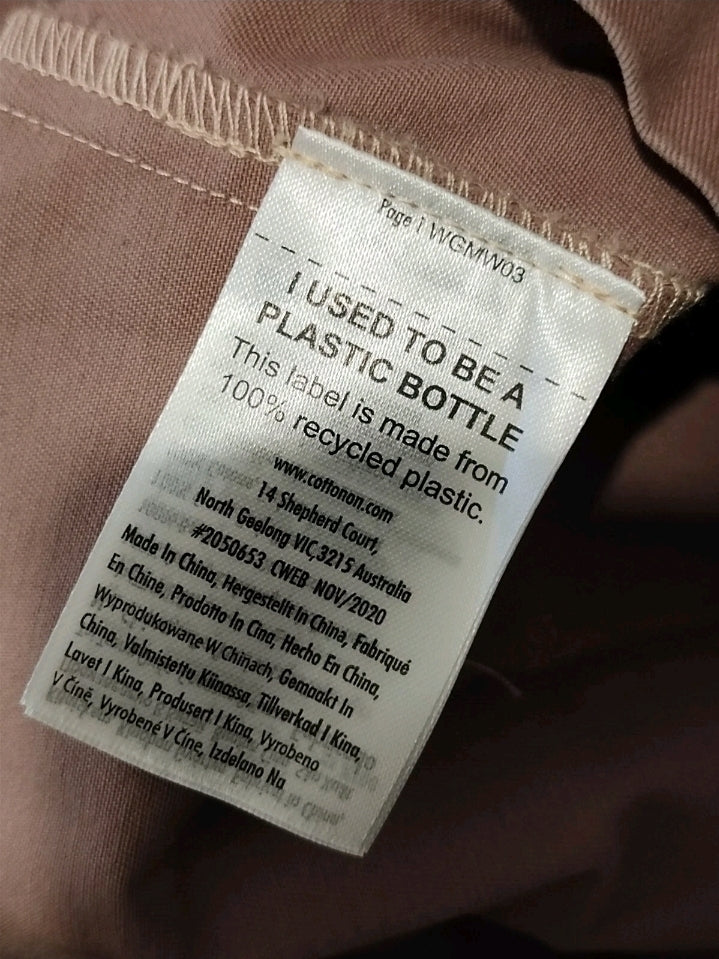 Page 1 WGMW03
I USED TO BE A
PLASTIC BOTTLE
This label is made from
100% recycled plastic.
www.cottonon.com
14 Shepherd Court,
North Geelong VIC,3215 Australia
#2050653 CWEB NOV/2020
Made In China, Hergestellt In China, Fabriqué
En Chine, Prodotto In Cina, Hecho En China,
Wyprodukowane W Chinach, Gemaakt In
China, Valmistettu Kiinassa, Tillverkad I Kina,
Lavet I Kina, Produsert I Kina, Vyrobeno
V Číně, Vyrobené V Číne, Izdelano Na